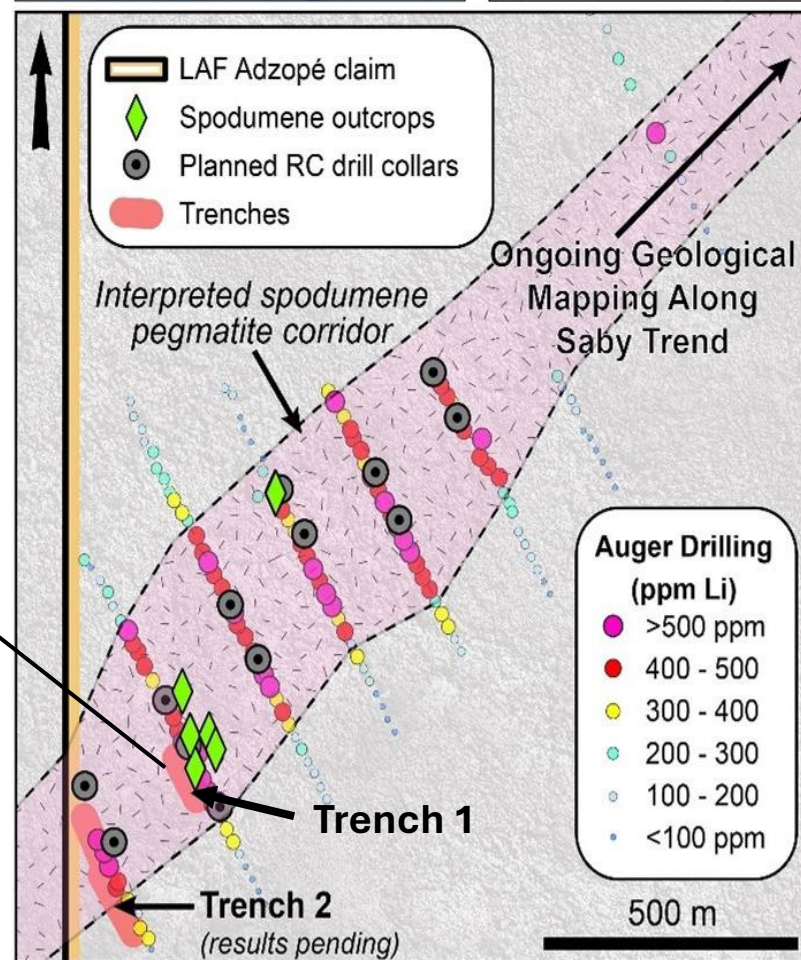 LAF Adzopé claim
Spodumene outcrops
Planned RC drill collars
Trenches
Ongoing Geological
Mapping Along
Saby Trend
Interpreted spodumene
pegmatite corridor
Auger Drilling
(ppm Li)
>500 ppm
400 - 500
300 - 400
200 - 300
100 - 200
<100 ppm
Trench 1
Trench 2
(results pending)
500 m